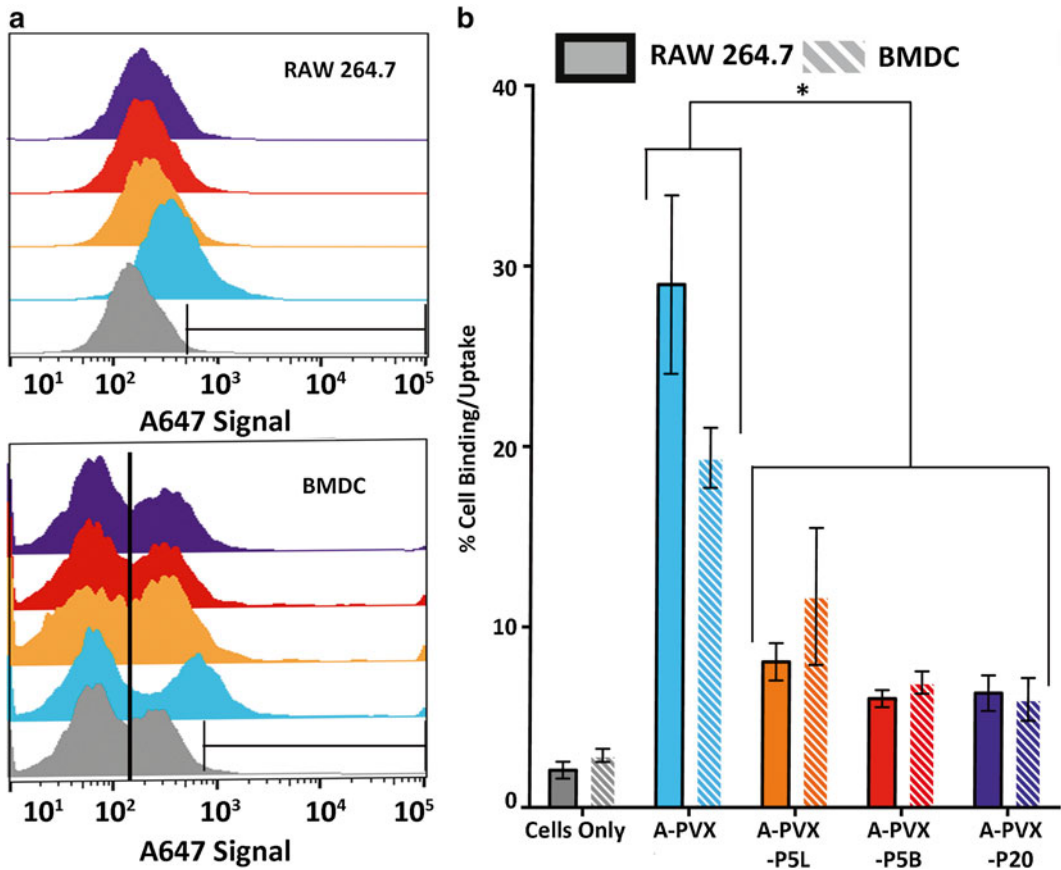 a
RAW 264.7
10¹ 10² 10³ 10⁴ 10⁵
A647 Signal
BMDC
10¹ 10² 10³ 10⁴ 10⁵
A647 Signal
b
RAW 264.7 BMDC
*
% Cell Binding/Uptake
40
30
20
10
0
Cells Only
A-PVX
A-PVX
-P5L
A-PVX
-P5B
A-PVX
-P20